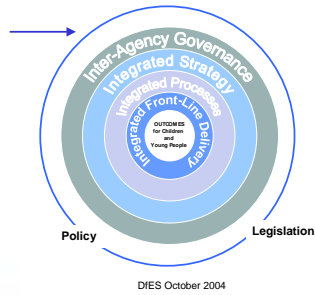 Inter-Agency Governance
Integrated Strategy
Integrated Processes
Integrated Front-Line Delivery
OUTCOMES
for Children
and
Young People
Policy
Legislation
DfES October 2004